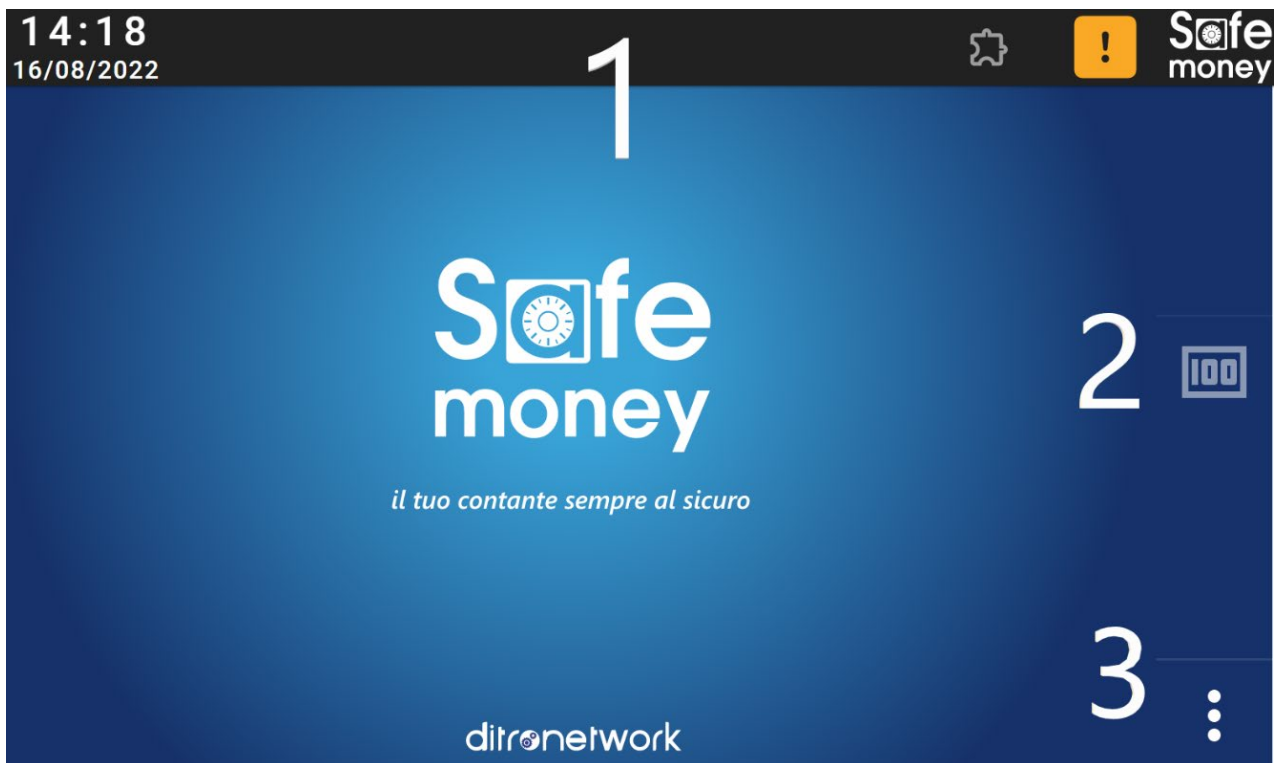 14:18
16/08/2022
1
!
Safe
money
Safe
money
il tuo contante sempre al sicuro
2
100
3
ditronetwork